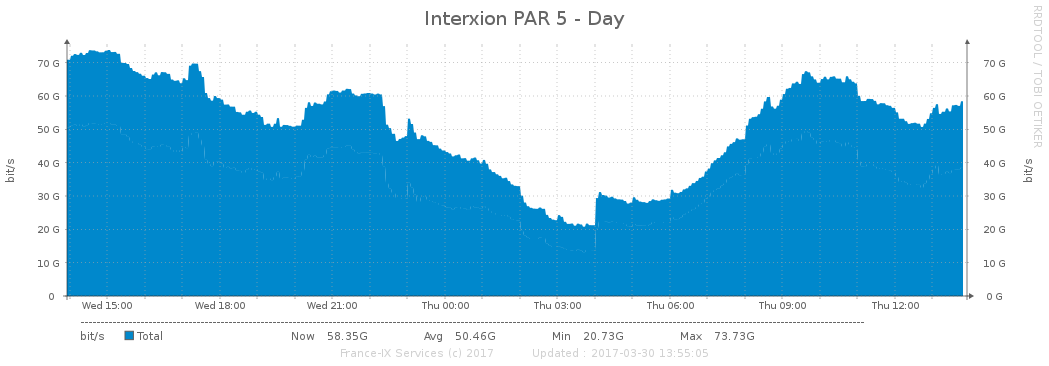 Interxion PAR 5 - Day
RRDTOOL / TOBI OETIKER
bit/s
bit/s
70 G 70 G
60 G 60 G
50 G 50 G
40 G 40 G
30 G 30 G
20 G 20 G
10 G 10 G
0 0 G
Wed 15:00 Wed 18:00 Wed 21:00 Thu 00:00 Thu 03:00 Thu 06:00 Thu 09:00 Thu 12:00
bit/s Total Now 58.35G Avg 50.46G Min 20.73G Max 73.73G
France-IX Services (c) 2017 Updated : 2017-03-30 13:55:05